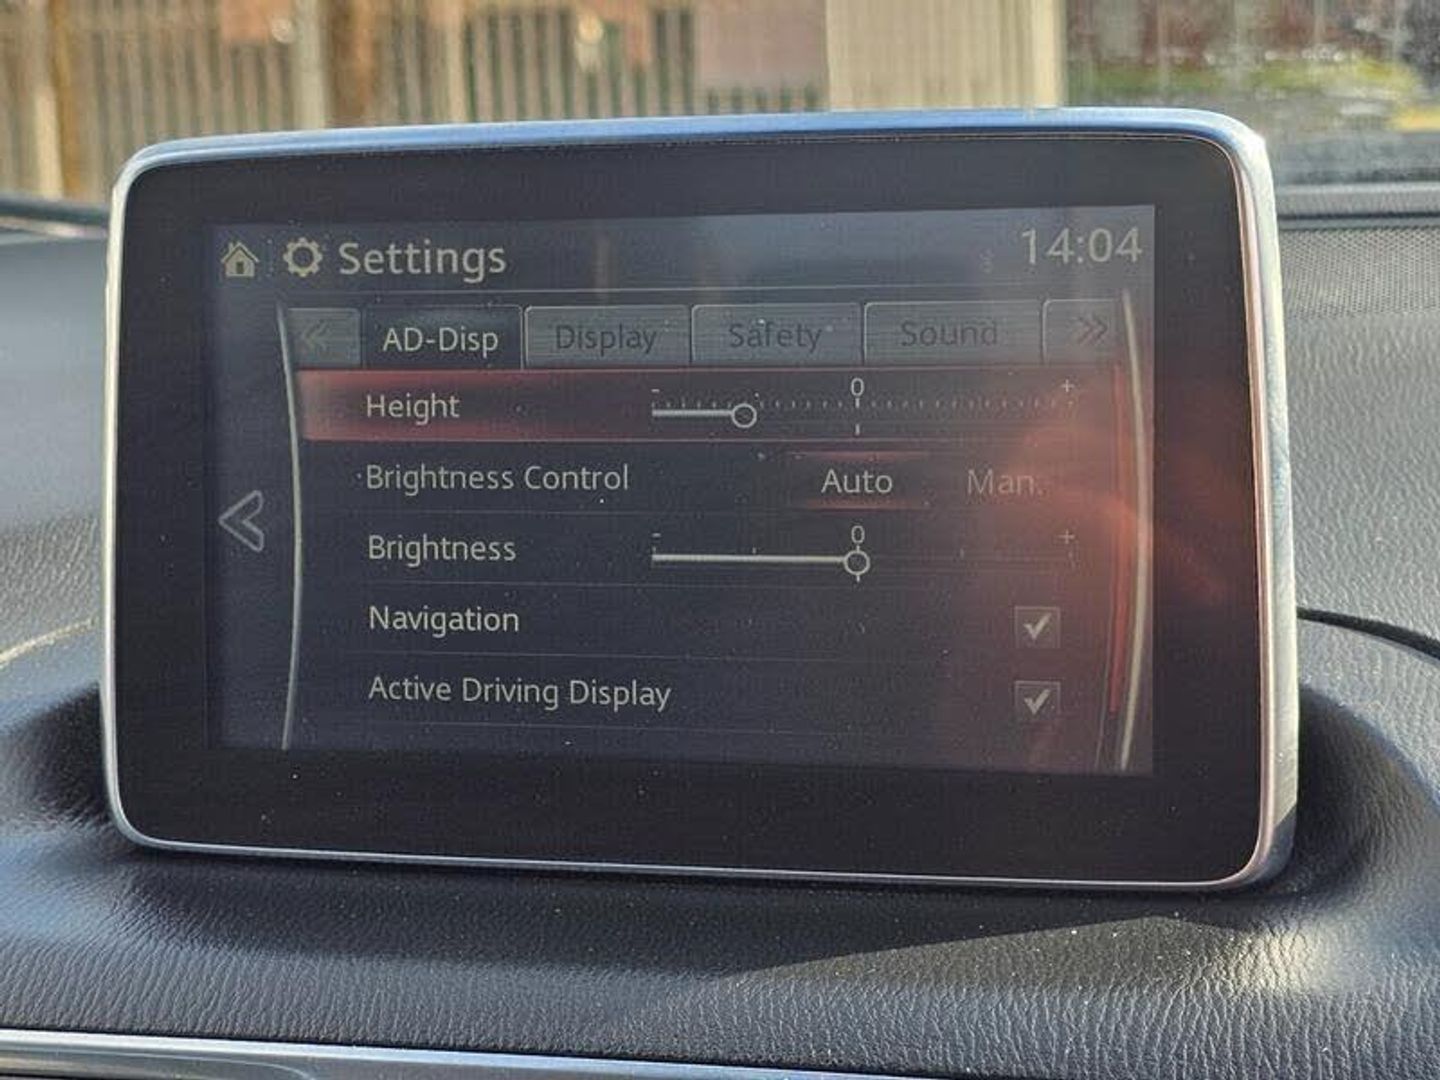 Settings 14:04
AD-Disp Display Safety Sound
Height - 0 +
Brightness Control Auto Man.
Brightness - 0 +
Navigation
Active Driving Display